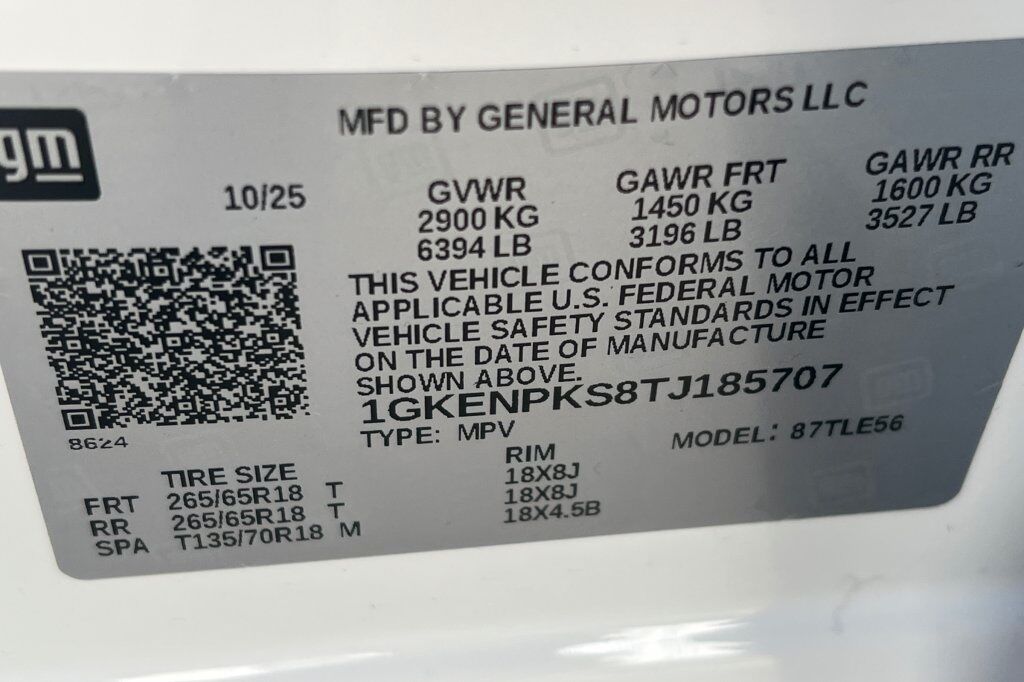 gm
MFD BY GENERAL MOTORS LLC
10/25
GVWR GAWR FRT GAWR RR
2900 KG 1450 KG 1600 KG
6394 LB 3196 LB 3527 LB
THIS VEHICLE CONFORMS TO ALL
APPLICABLE U.S. FEDERAL MOTOR
VEHICLE SAFETY STANDARDS IN EFFECT
ON THE DATE OF MANUFACTURE
SHOWN ABOVE.
1GKENPKS8TJ185707
8624
TYPE: MPV MODEL: 87TLE56
TIRE SIZE RIM
FRT 265/65R18 T 18X8J
RR 265/65R18 T 18X8J
SPA T135/70R18 M 18X4.5B